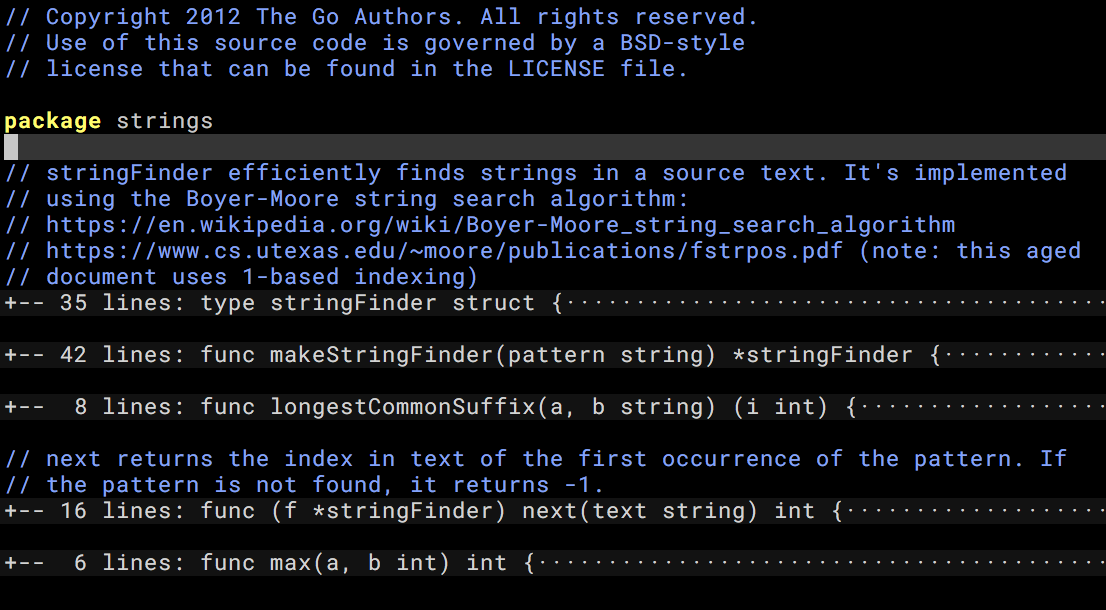 // Copyright 2012 The Go Authors. All rights reserved.
// Use of this source code is governed by a BSD-style
// license that can be found in the LICENSE file.
package strings
// stringFinder efficiently finds strings in a source text. It's implemented
// using the Boyer-Moore string search algorithm:
// https://en.wikipedia.org/wiki/Boyer-Moore_string_search_algorithm
// https://www.cs.utexas.edu/~moore/publications/fstrpos.pdf (note: this aged
// document uses 1-based indexing)
+-- 35 lines: type stringFinder struct {·······································
+-- 42 lines: func makeStringFinder(pattern string) *stringFinder {············
+--  8 lines: func longestCommonSuffix(a, b string) (i int) {··················
// next returns the index in text of the first occurrence of the pattern. If
// the pattern is not found, it returns -1.
+-- 16 lines: func (f *stringFinder) next(text string) int {···················
+--  6 lines: func max(a, b int) int {·········································